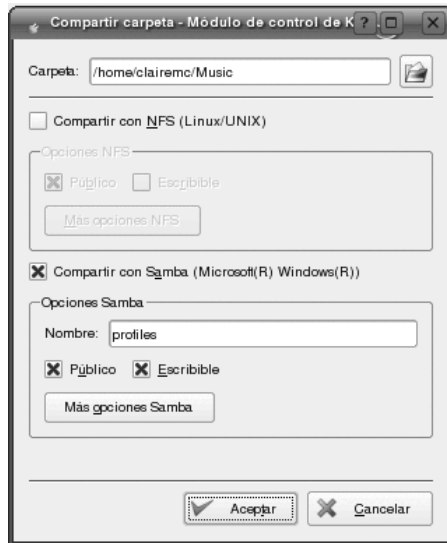 Compartir carpeta - Módulo de control de K
Carpeta: /home/clairemc/Music
Compartir con NFS (Linux/UNIX)
Opciones NFS
Público Escribible
Más opciones NFS
Compartir con Samba (Microsoft(R) Windows(R))
Opciones Samba
Nombre: profiles
Público Escribible
Más opciones Samba
Aceptar Cancelar